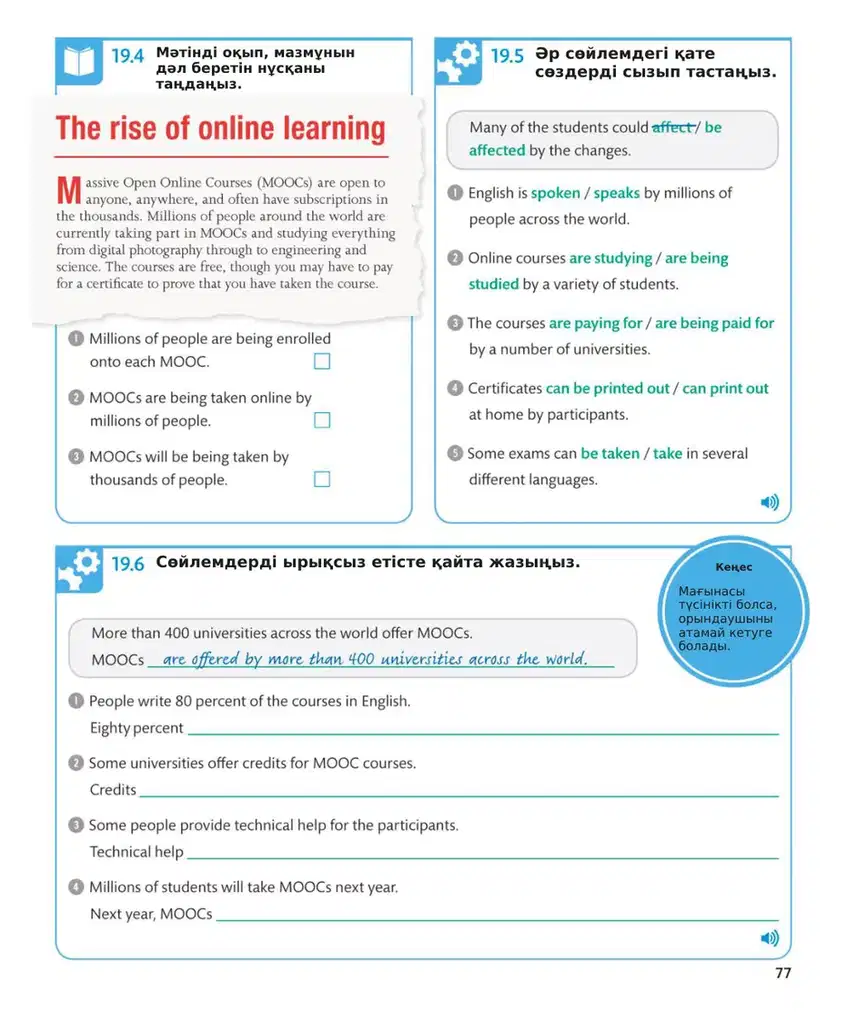 19.4 Мәтінді оқып, мазмұнын
дәл беретін нұсқаны
таңдаңыз.
The rise of online learning
Massive Open Online Courses (MOOCs) are open to
anyone, anywhere, and often have subscriptions in
the thousands. Millions of people around the world are
currently taking part in MOOCs and studying everything
from digital photography through to engineering and
science. The courses are free, though you may have to pay
for a certificate to prove that you have taken the course.
1 Millions of people are being enrolled
onto each MOOC.
2 MOOCs are being taken online by
millions of people.
3 MOOCs will be being taken by
thousands of people.
19.5 Әр сөйлемдегі қате
сөздерді сызып тастаңыз.
Many of the students could affect / be
affected by the changes.
1 English is spoken / speaks by millions of
people across the world.
2 Online courses are studying / are being
studied by a variety of students.
3 The courses are paying for / are being paid for
by a number of universities.
4 Certificates can be printed out / can print out
at home by participants.
5 Some exams can be taken / take in several
different languages.
19.6 Сөйлемдерді ырықсыз етісте қайта жазыңыз.
Кеңес
Мағынасы
түсінікті болса,
орындаушыны
атамай кетуге
болады.
More than 400 universities across the world offer MOOCs.
MOOCs are offered by more than 400 universities across the world.
1 People write 80 percent of the courses in English.
Eighty percent
2 Some universities offer credits for MOOC courses.
Credits
3 Some people provide technical help for the participants.
Technical help
4 Millions of students will take MOOCs next year.
Next year, MOOCs
77